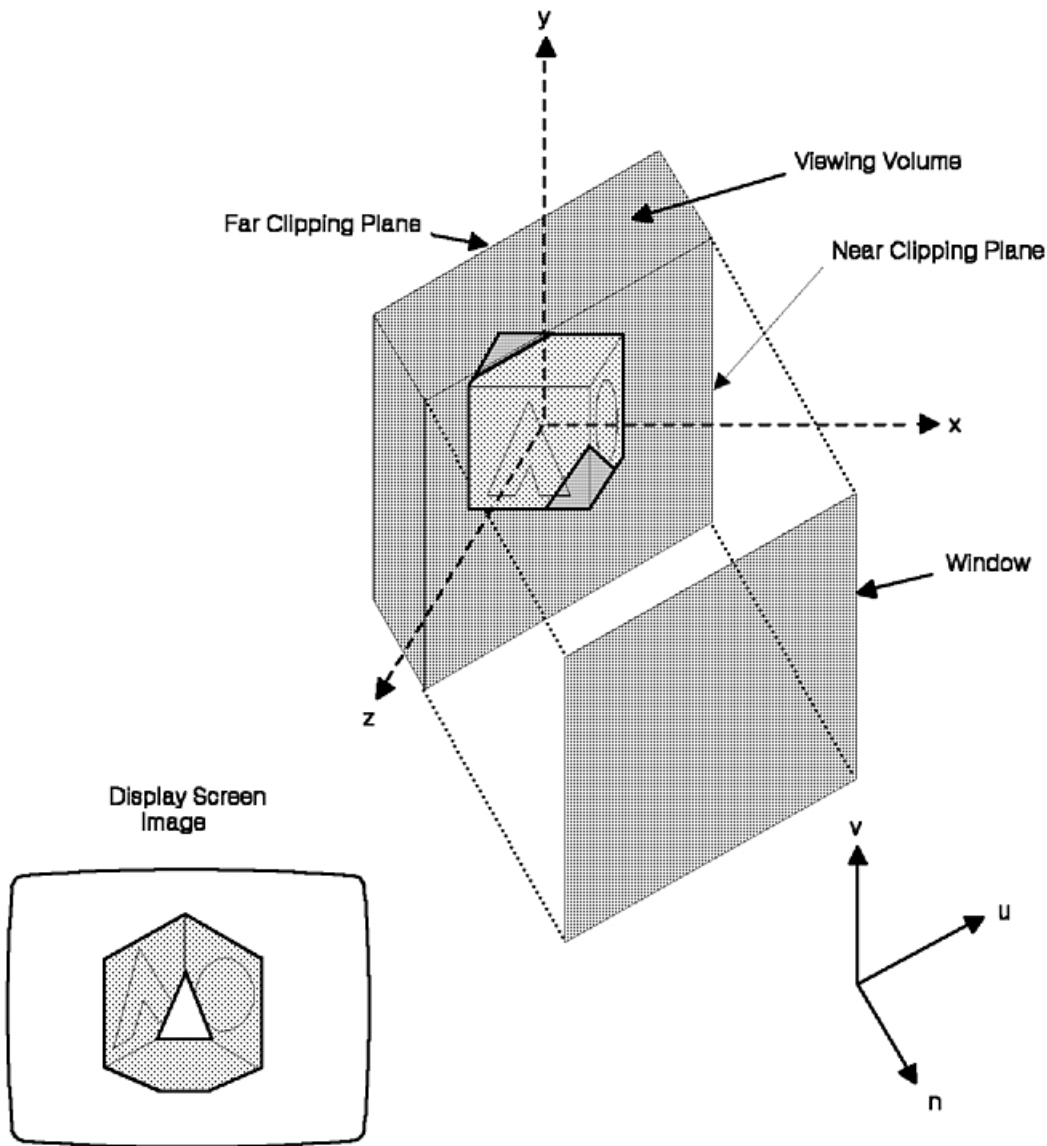 y
Viewing Volume
Far Clipping Plane
Near Clipping Plane
x
Window
z
Display Screen
Image
v
u
n